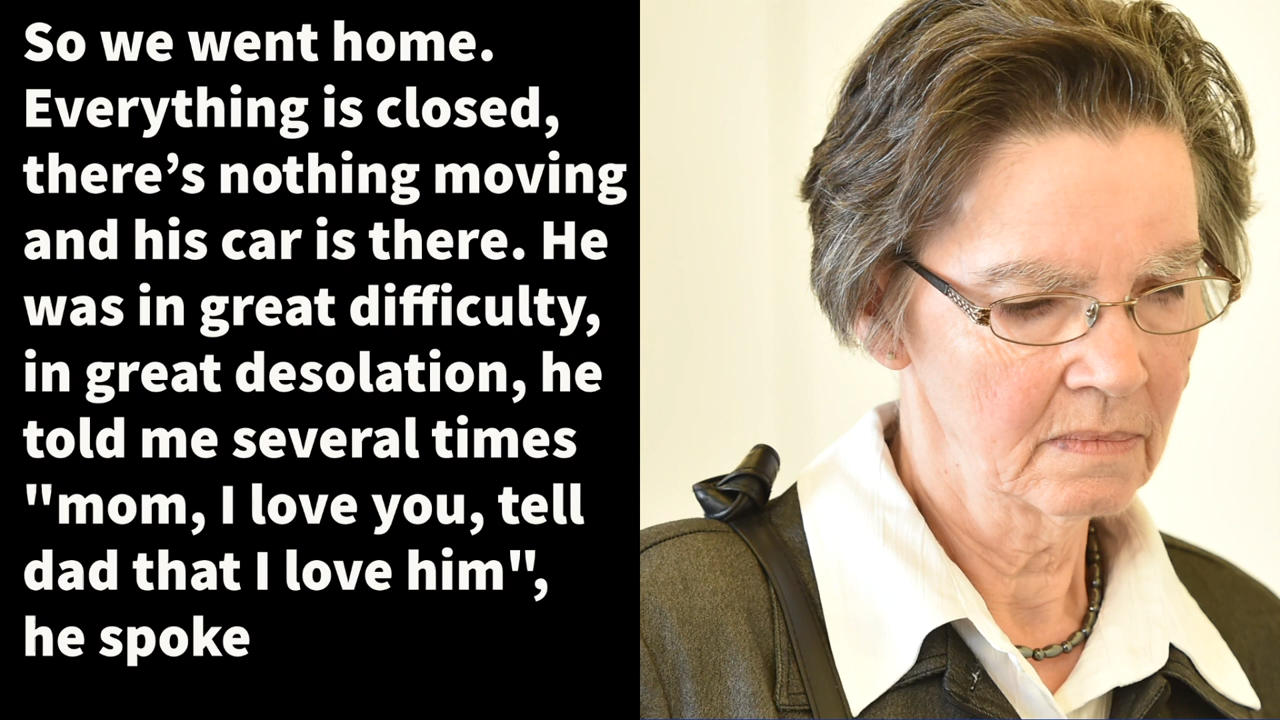 So we went home.
Everything is closed,
there’s nothing moving
and his car is there. He
was in great difficulty,
in great desolation, he
told me several times
"mom, I love you, tell
dad that I love him",
he spoke